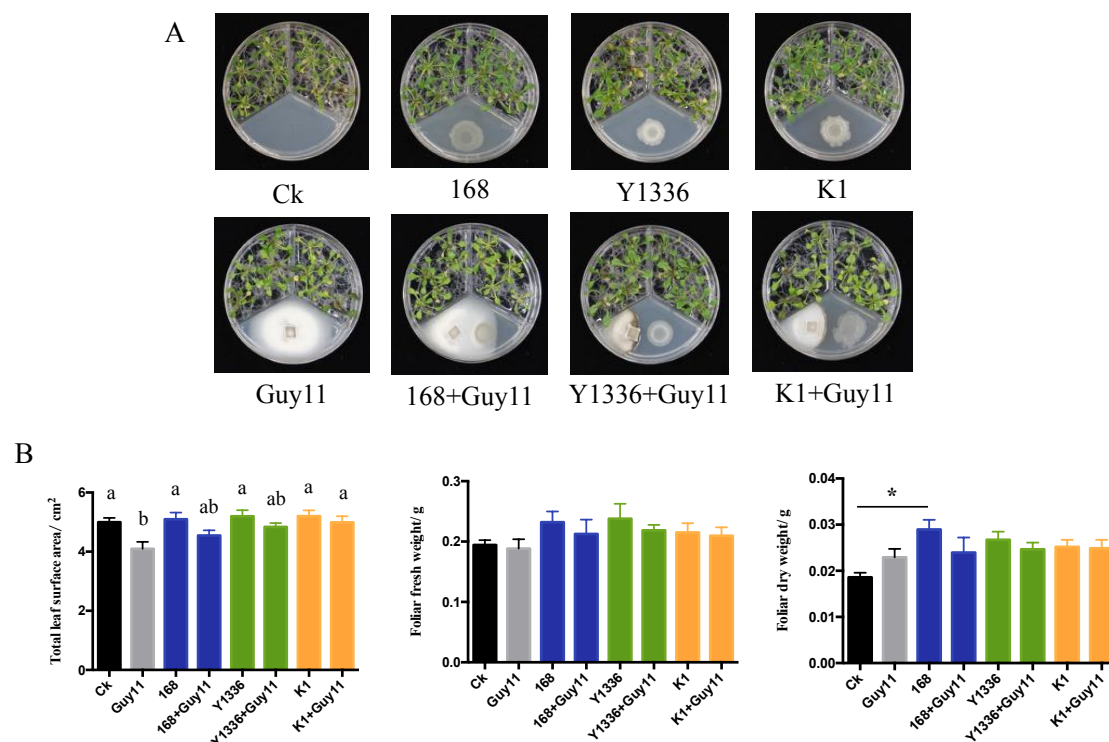 A
Ck 168 Y1336 K1
Guy11 168+Guy11 Y1336+Guy11 K1+Guy11
B
Total leaf surface area/ cm²
0
2
4
6
a b a ab a ab a a
Ck Guy11 168 168+Guy11 Y1336 Y1336+Guy11 K1 K1+Guy11
Foliar fresh weight/ g
0.0
0.1
0.2
0.3
Ck Guy11 168 168+Guy11 Y1336 Y1336+Guy11 K1 K1+Guy11
Foliar dry weight/ g
0.00
0.01
0.02
0.03
0.04
*
Ck Guy11 168 168+Guy11 Y1336 Y1336+Guy11 K1 K1+Guy11